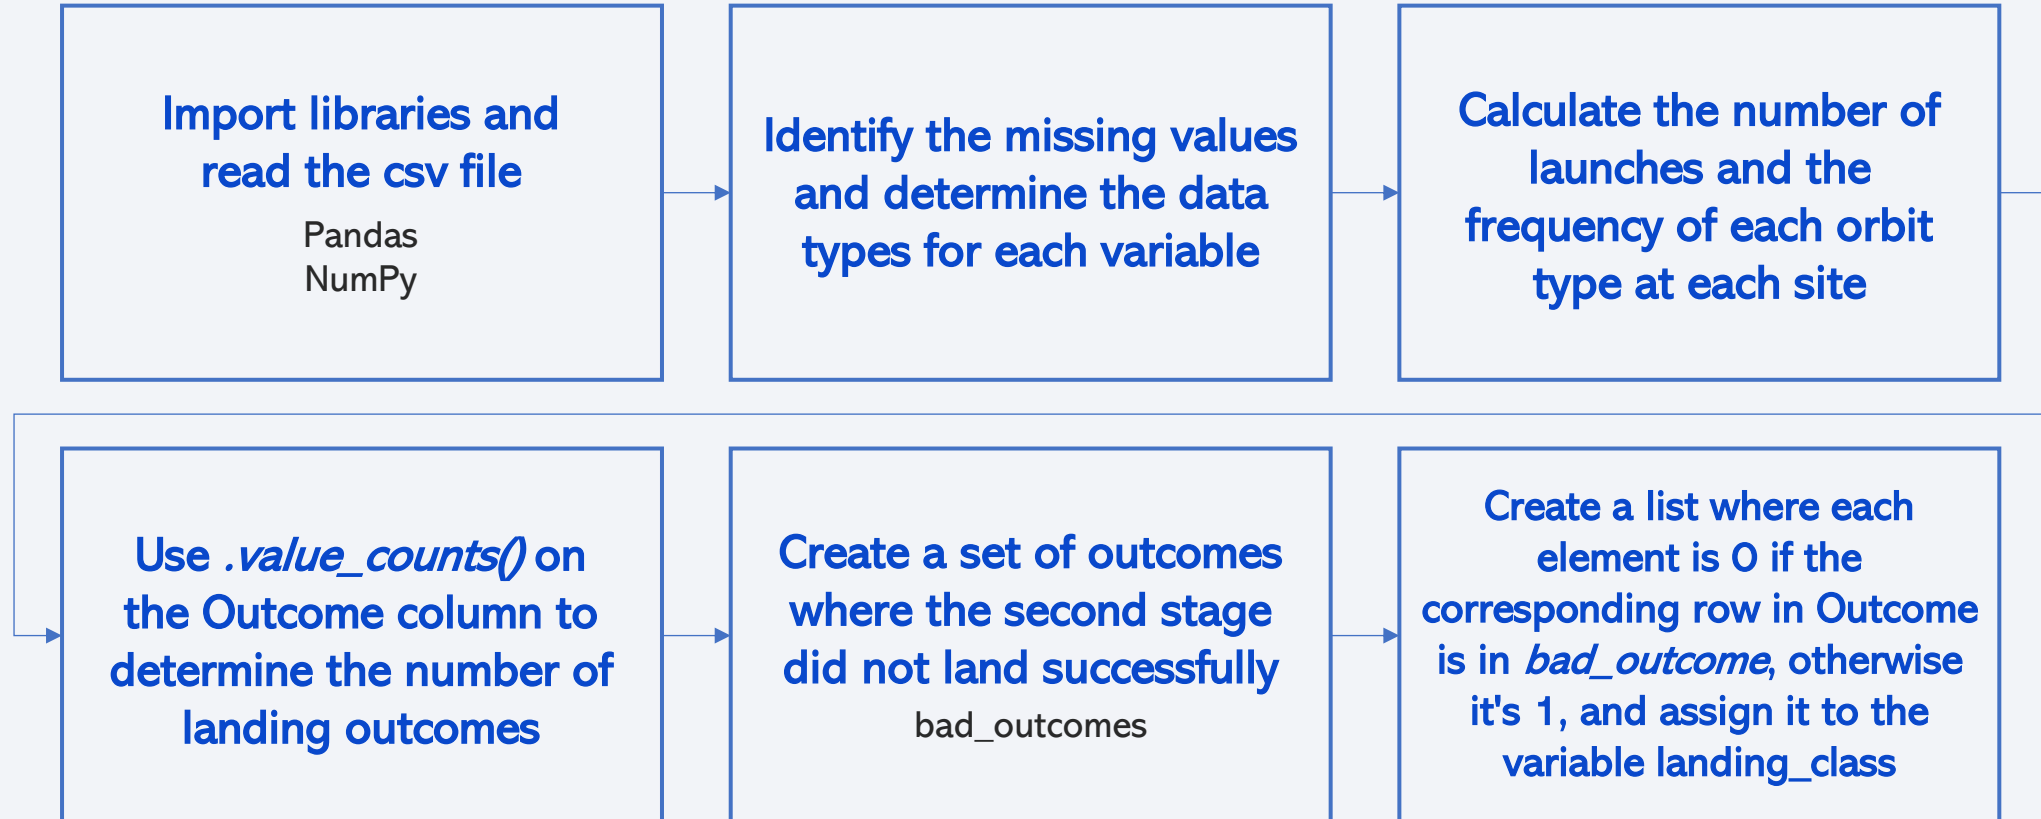 Import libraries and
read the csv file
Pandas
NumPy
Identify the missing values
and determine the data
types for each variable
Calculate the number of
launches and the
frequency of each orbit
type at each site
Use .value_counts() on
the Outcome column to
determine the number of
landing outcomes
Create a set of outcomes
where the second stage
did not land successfully
bad_outcomes
Create a list where each
element is 0 if the
corresponding row in Outcome
is in bad_outcome, otherwise
it's 1, and assign it to the
variable landing_class